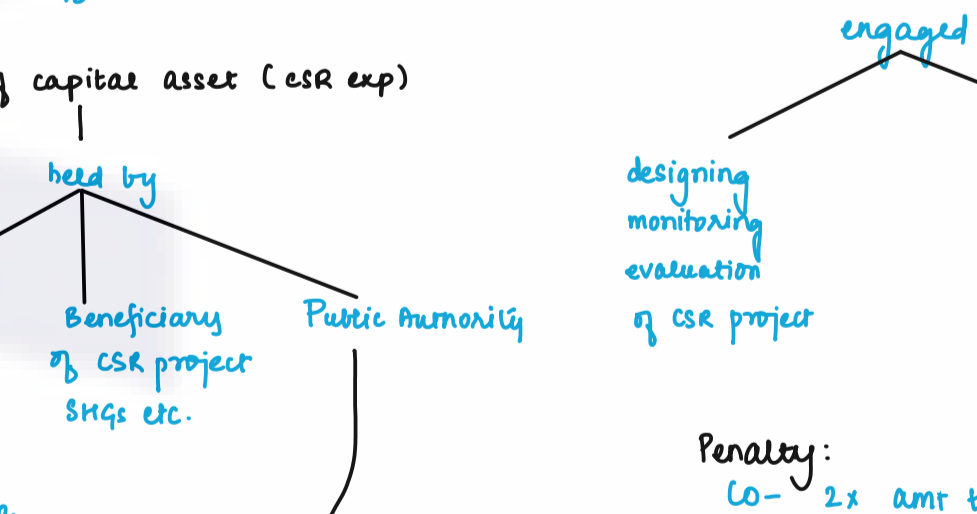 engaged
capital asset (CSR exp)
held by
designing
monitoring
evaluation
of CSR project
Beneficiary
of CSR project
SHGs etc.
Public Authority
Penalty:
CO- 2x amt